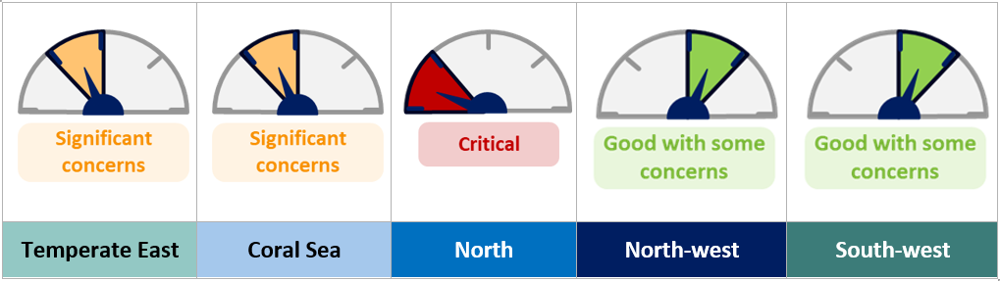 Significant
concerns
Significant
concerns
Critical
Good with some
concerns
Good with some
concerns
Temperate East
Coral Sea
North
North-west
South-west